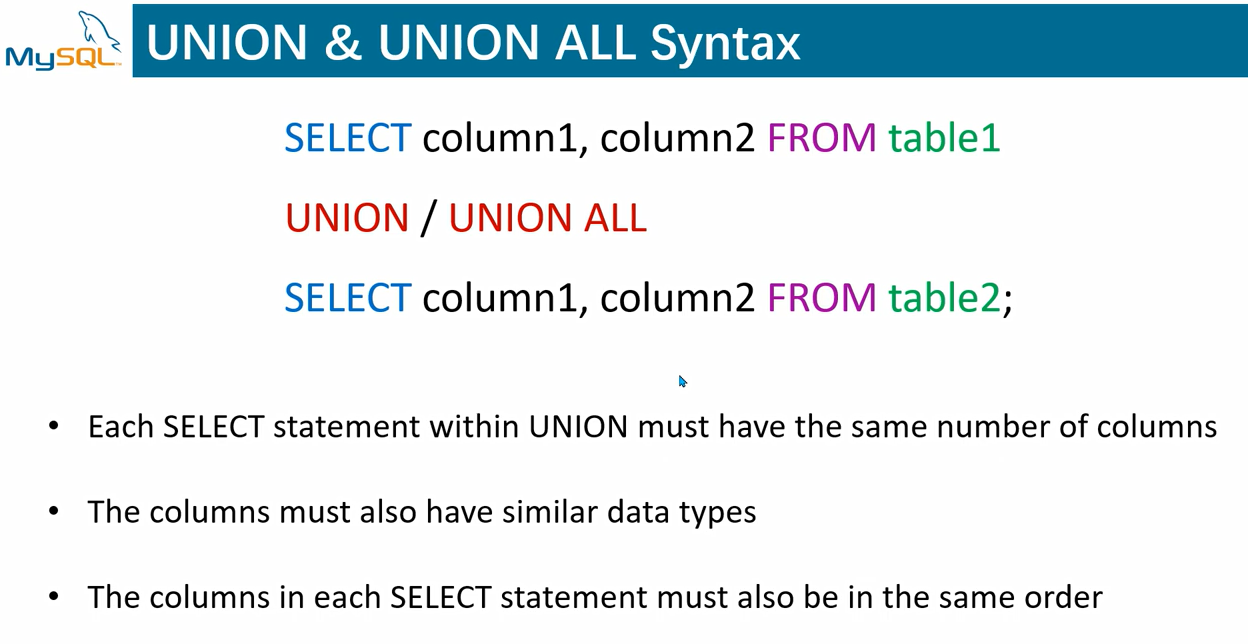 MySQL
UNION & UNION ALL Syntax
SELECT column1, column2 FROM table1
UNION / UNION ALL
SELECT column1, column2 FROM table2;
• Each SELECT statement within UNION must have the same number of columns
• The columns must also have similar data types
• The columns in each SELECT statement must also be in the same order